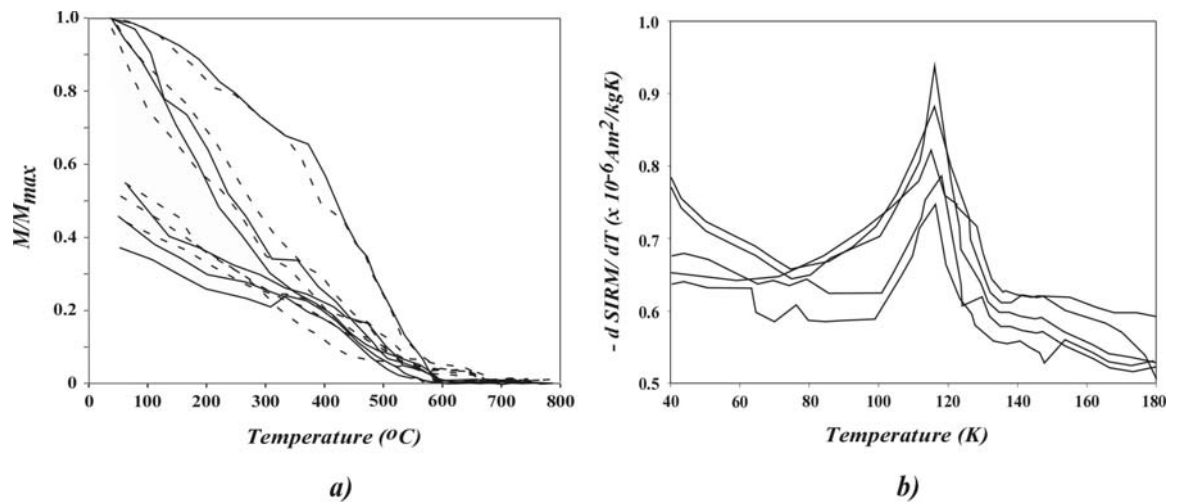 1.0
0.8
0.6
0.4
0.2
0
M/Mmax
0 100 200 300 400 500 600 700 800
Temperature (oC)
a)
1.0
0.9
0.8
0.7
0.6
0.5
- d SIRM/ dT (x 10-6Am2/kgK)
40 60 80 100 120 140 160 180
Temperature (K)
b)